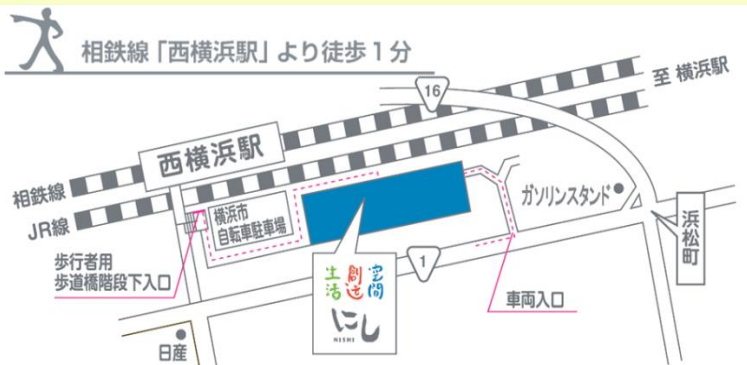 相鉄線「西横浜駅」より徒歩1分
16
至 横浜駅
西横浜駅
相鉄線
JR線
横浜市
自転車駐車場
ガソリンスタンド
浜松町
歩行者用
歩道橋階段下入口
1
車両入口
生活創造空間
にし
NISHI
日産